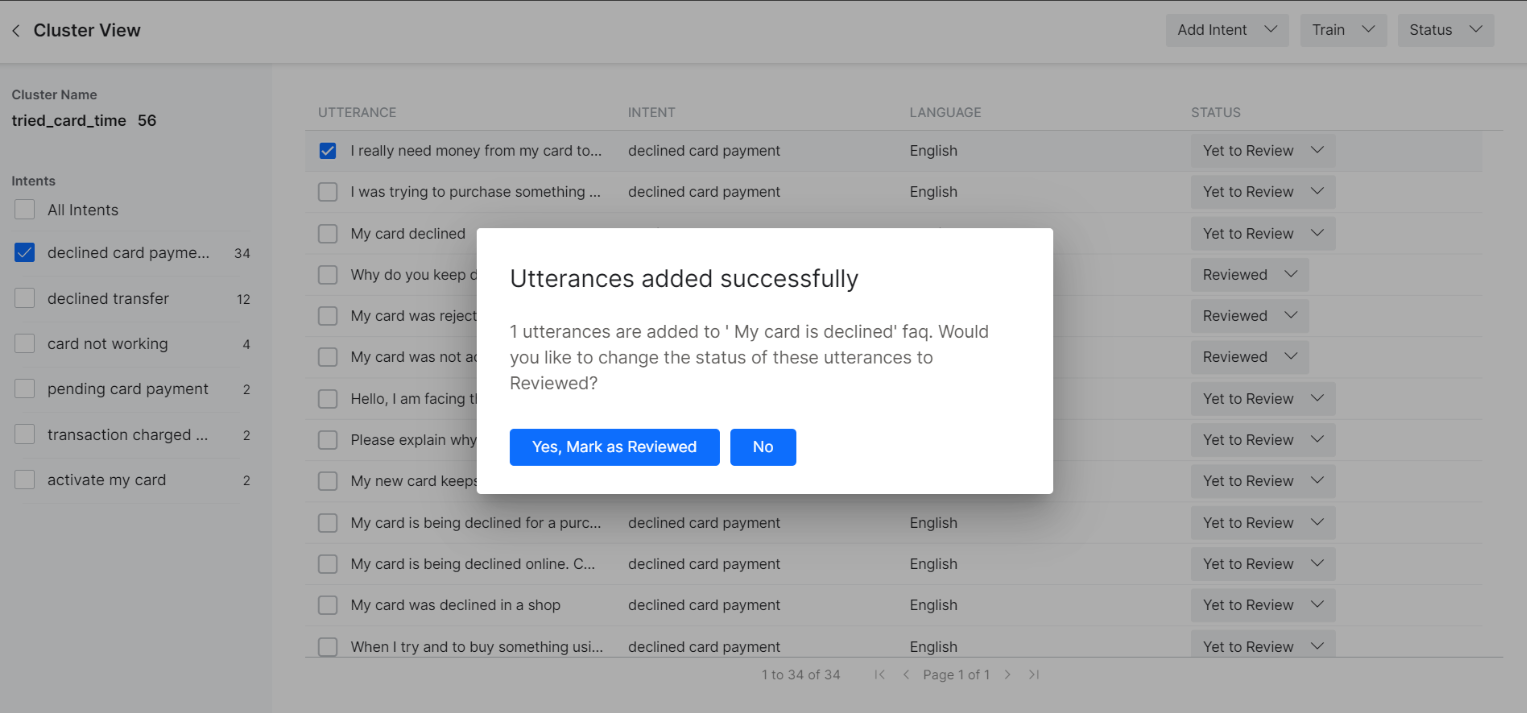 Cluster View
Add Intent
Train
Status
Cluster Name
tried_card_time 56
Intents
All Intents
declined card payme... 34
declined transfer 12
card not working 4
pending card payment 2
transaction charged ... 2
activate my card 2
UTTERANCE INTENT LANGUAGE STATUS
I really need money from my card to... declined card payment English Yet to Review
I was trying to purchase something ... declined card payment English Yet to Review
My card declined Yet to Review
Why do you keep Reviewed
My card was Reviewed
My card was not Reviewed
Hello, I am facing Yet to Review
Please explain why Yet to Review
My new card keeps Yet to Review
My card is being declined for a purc... declined card payment English Yet to Review
My card is being declined online. C... declined card payment English Yet to Review
My card was declined in a shop declined card payment English Yet to Review
When I try and to buy something usi... declined card payment English Yet to Review
1 to 34 of 34 Page 1 of 1
Utterances added successfully
1 utterances are added to ' My card is declined' faq. Would
you like to change the status of these utterances to
Reviewed?
Yes, Mark as Reviewed No